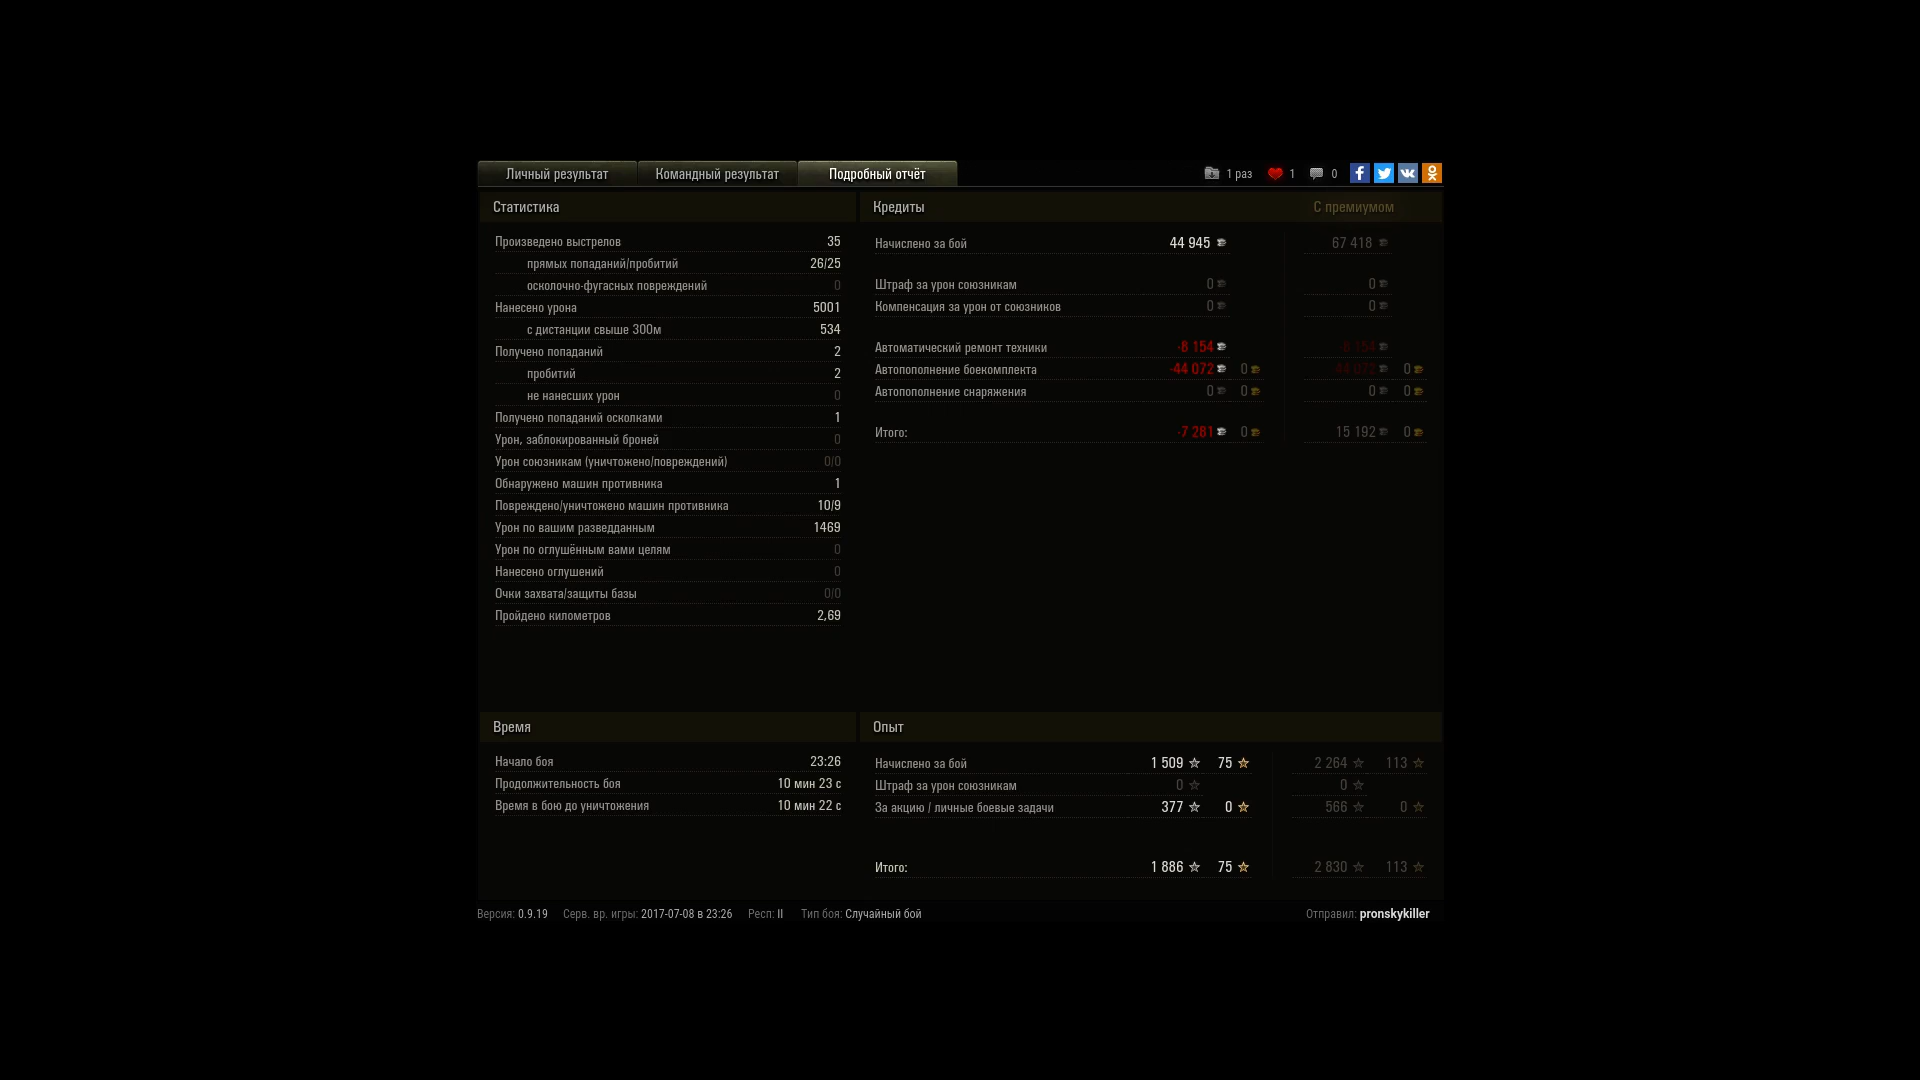 Личный результат Командный результат Подробный отчёт 1 раз 1 0
Статистика
Произведено выстрелов 35
прямых попаданий/пробитий 26/25
осколочно-фугасных повреждений 0
Нанесено урона 5001
с дистанции свыше 300м 534
Получено попаданий 2
пробитий 2
не нанесших урон 0
Получено попаданий осколками 1
Урон, заблокированный броней 0
Урон союзникам (уничтожено/повреждений) 0/0
Обнаружено машин противника 1
Повреждено/уничтожено машин противника 10/9
Урон по вашим разведданным 1469
Урон по оглушённым вами целям 0
Нанесено оглушений 0
Очки захвата/защиты базы 0/0
Пройдено километров 2,69
Кредиты С премиумом
Начислено за бой 44 945 67 418
Штраф за урон союзникам 0 0
Компенсация за урон от союзников 0 0
Автоматический ремонт техники -8 154 -8 154
Автопополнение боекомплекта -44 072 0 -44 072 0
Автопополнение снаряжения 0 0 0 0
Итого: -7 281 0 15 192 0
Время
Начало боя 23:26
Продолжительность боя 10 мин 23 с
Время в бою до уничтожения 10 мин 22 с
Опыт
Начислено за бой 1 509 75 2 264 113
Штраф за урон союзникам 0 0
За акцию / личные боевые задачи 377 0 566 0
Итого: 1 886 75 2 830 113
Версия: 0.9.19 Серв. вр. игры: 2017-07-08 в 23:26 Респ: II Тип боя: Случайный бой Отправил: pronskykiller